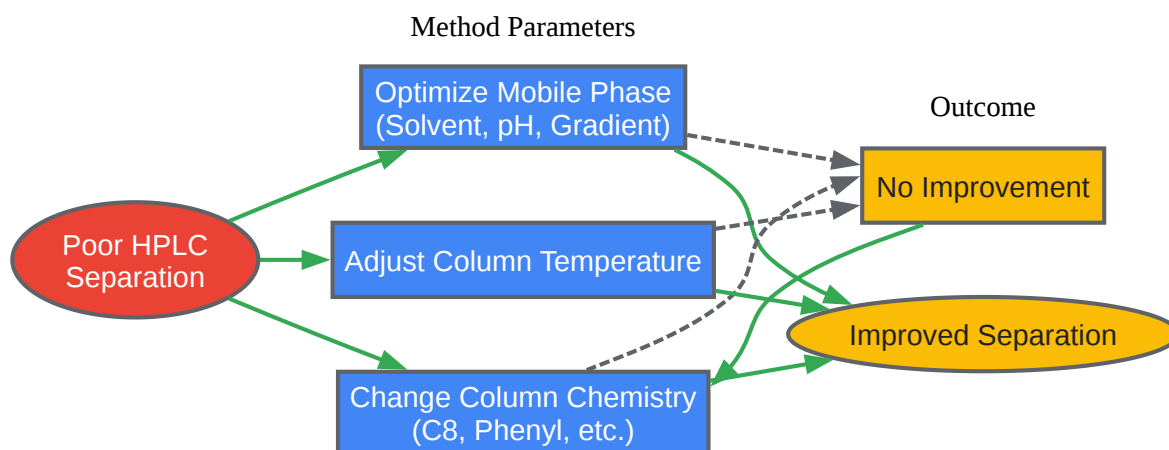 Method Parameters
Optimize Mobile Phase
(Solvent, pH, Gradient)
Outcome
No Improvement
Poor HPLC
Separation
Adjust Column Temperature
Improved Separation
Change Column Chemistry
(C8, Phenyl, etc.)